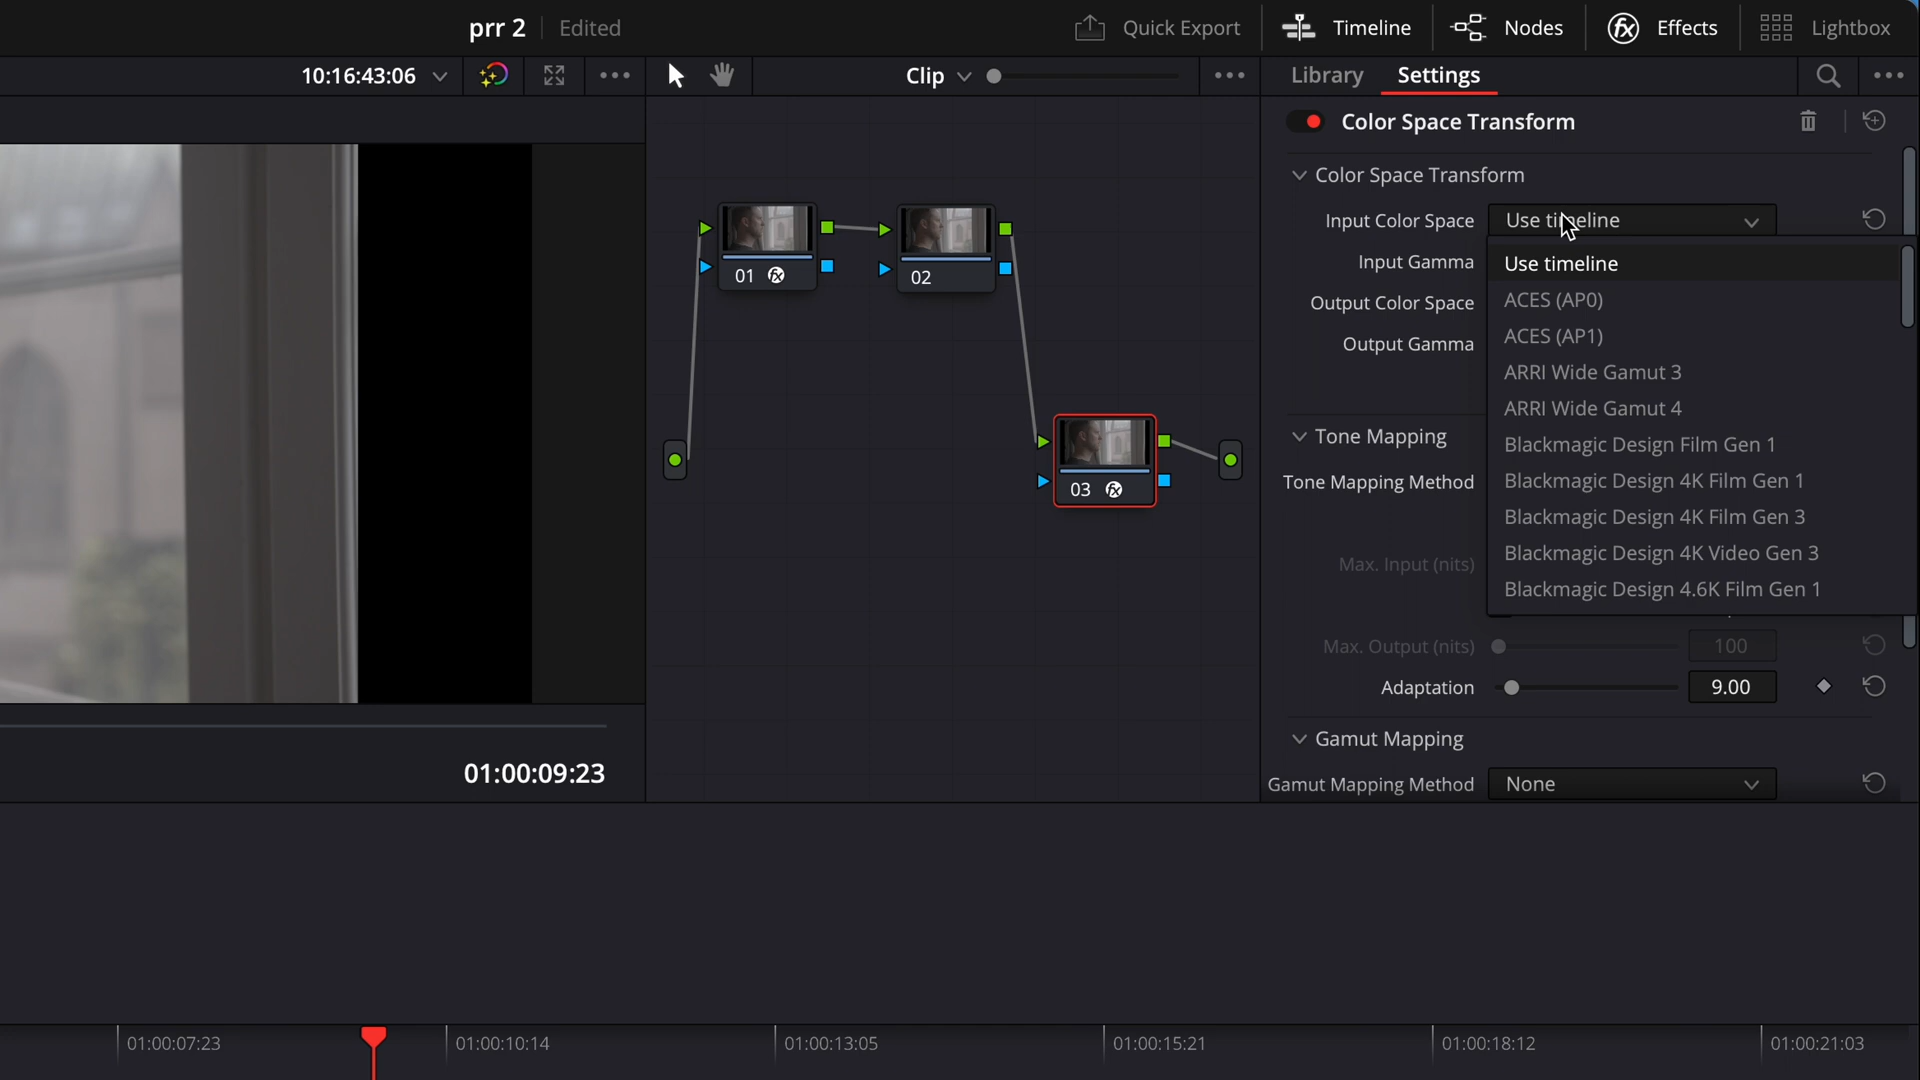 prr 2
Edited
Quick Export
Timeline
Nodes
Effects
Lightbox
10:16:43:06
Clip
Library
Settings
Color Space Transform
Color Space Transform
Input Color Space
Use timeline
Input Gamma
Output Color Space
Output Gamma
Use timeline
ACES (AP0)
ACES (AP1)
ARRI Wide Gamut 3
ARRI Wide Gamut 4
Blackmagic Design Film Gen 1
Blackmagic Design 4K Film Gen 1
Blackmagic Design 4K Film Gen 3
Blackmagic Design 4K Video Gen 3
Blackmagic Design 4.6K Film Gen 1
01 fx
02
03 fx
Tone Mapping
Tone Mapping Method
Max. Input (nits)
Max. Output (nits)
100
Adaptation
9.00
Gamut Mapping
Gamut Mapping Method
None
01:00:09:23
01:00:07:23
01:00:10:14
01:00:13:05
01:00:15:21
01:00:18:12
01:00:21:03